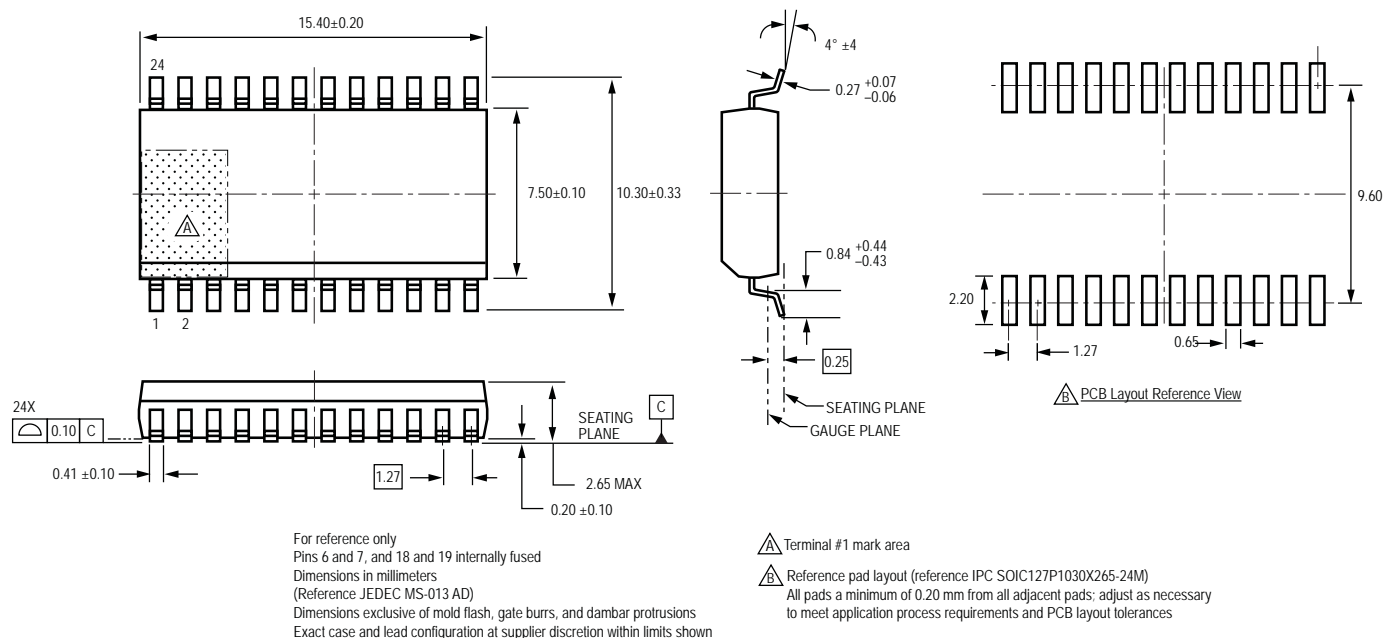 15.40±0.20
24
7.50±0.10
10.30±0.33
A
1 2
4° ±4
0.27 +0.07 –0.06
0.84 +0.44 –0.43
0.25
SEATING PLANE
GAUGE PLANE
9.60
2.20
1.27
0.65
B PCB Layout Reference View
24X
0.10 C
0.41 ±0.10
1.27
SEATING
PLANE
C
2.65 MAX
0.20 ±0.10
For reference only
Pins 6 and 7, and 18 and 19 internally fused
Dimensions in millimeters
(Reference JEDEC MS-013 AD)
Dimensions exclusive of mold flash, gate burrs, and dambar protrusions
Exact case and lead configuration at supplier discretion within limits shown
A Terminal #1 mark area
B Reference pad layout (reference IPC SOIC127P1030X265-24M)
All pads a minimum of 0.20 mm from all adjacent pads; adjust as necessary
to meet application process requirements and PCB layout tolerances